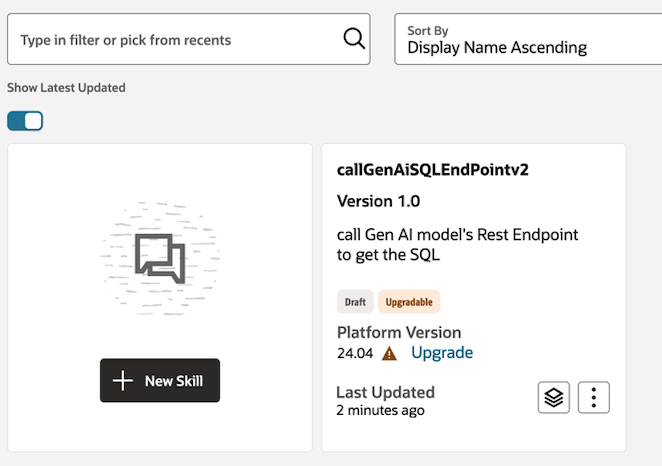 Type in filter or pick from recents
Sort By
Display Name Ascending
Show Latest Updated
callGenAiSQLEndPointv2
Version 1.0
call Gen AI model's Rest Endpoint
to get the SQL
Draft
Upgradable
Platform Version
24.04 Upgrade
New Skill
Last Updated
2 minutes ago